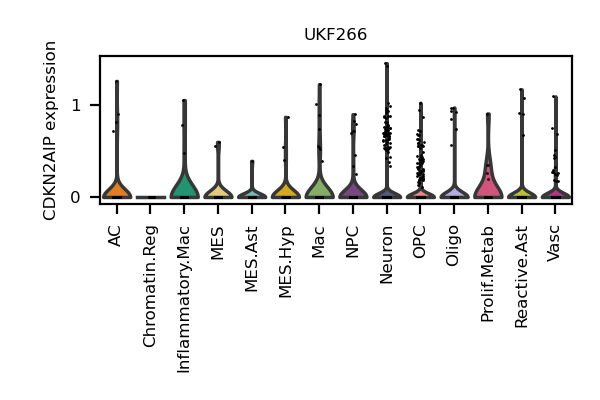 UKF266
CDKN2AIP expression
1
0
AC
Chromatin.Reg
Inflammatory.Mac
MES
MES.Ast
MES.Hyp
Mac
NPC
Neuron
OPC
Oligo
Prolif.Metab
Reactive.Ast
Vasc